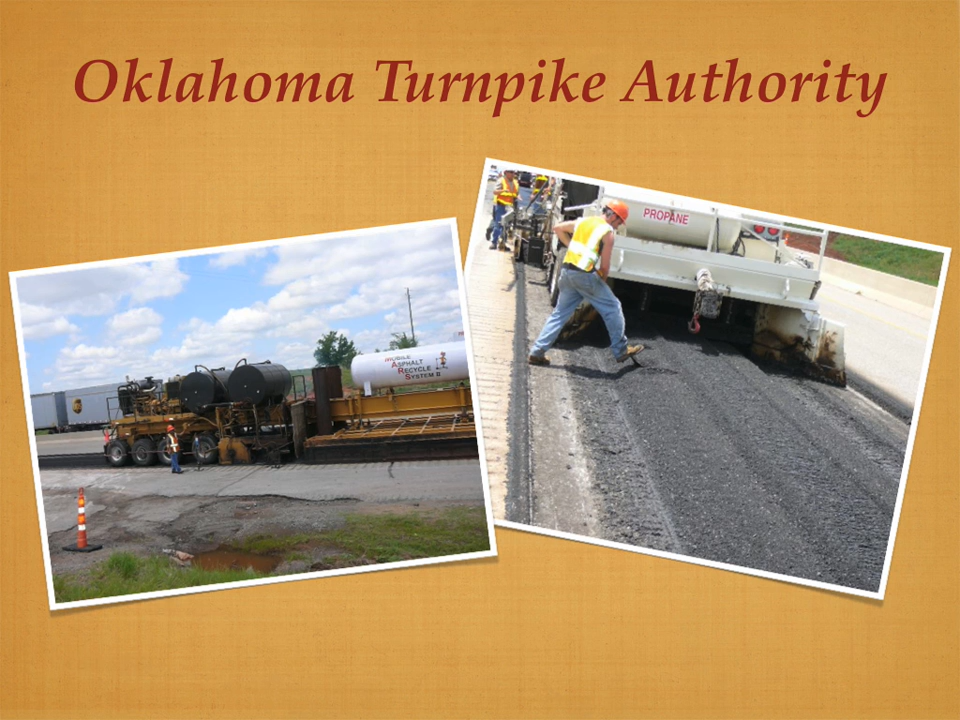 Oklahoma Turnpike Authority
MOBILE
ASPHALT
RECYCLE
SYSTEM II
PROPANE